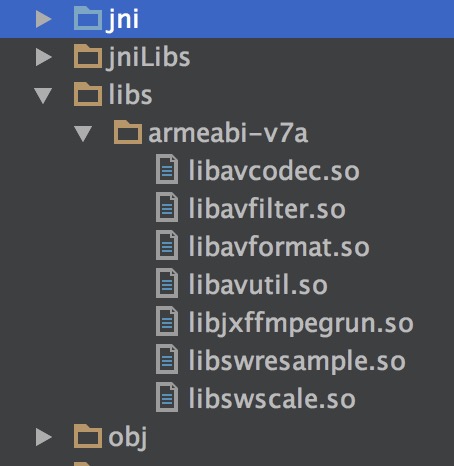 jni
jniLibs
libs
armeabi-v7a
libavcodec.so
libavfilter.so
libavformat.so
libavutil.so
libjxffmpegrun.so
libswresample.so
libswscale.so
obj